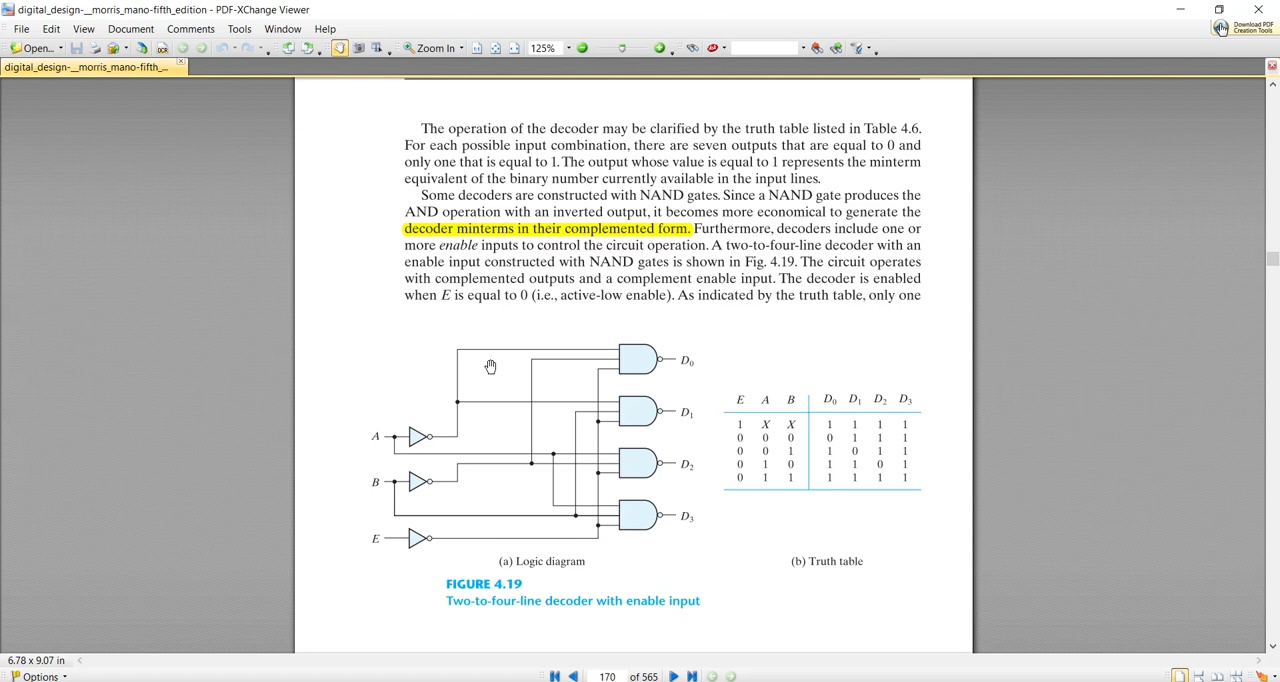 digital_design-__morris_mano-fifth_edition - PDF-XChange Viewer
File Edit View Document Comments Tools Window Help
Open... OCR Zoom In 125% Download PDF Creation Tools
digital_design-__morris_mano-fifth_...
The operation of the decoder may be clarified by the truth table listed in Table 4.6.
For each possible input combination, there are seven outputs that are equal to 0 and
only one that is equal to 1. The output whose value is equal to 1 represents the minterm
equivalent of the binary number currently available in the input lines.
Some decoders are constructed with NAND gates. Since a NAND gate produces the
AND operation with an inverted output, it becomes more economical to generate the
decoder minterms in their complemented form. Furthermore, decoders include one or
more enable inputs to control the circuit operation. A two-to-four-line decoder with an
enable input constructed with NAND gates is shown in Fig. 4.19. The circuit operates
with complemented outputs and a complement enable input. The decoder is enabled
when E is equal to 0 (i.e., active-low enable). As indicated by the truth table, only one
D0
D1
A
D2
B
D3
E
E A B D0 D1 D2 D3
1 X X 1 1 1 1
0 0 0 0 1 1 1
0 0 1 1 0 1 1
0 1 0 1 1 0 1
0 1 1 1 1 1 1
(a) Logic diagram (b) Truth table
FIGURE 4.19
Two-to-four-line decoder with enable input
6.78 x 9.07 in
Options 170 of 565